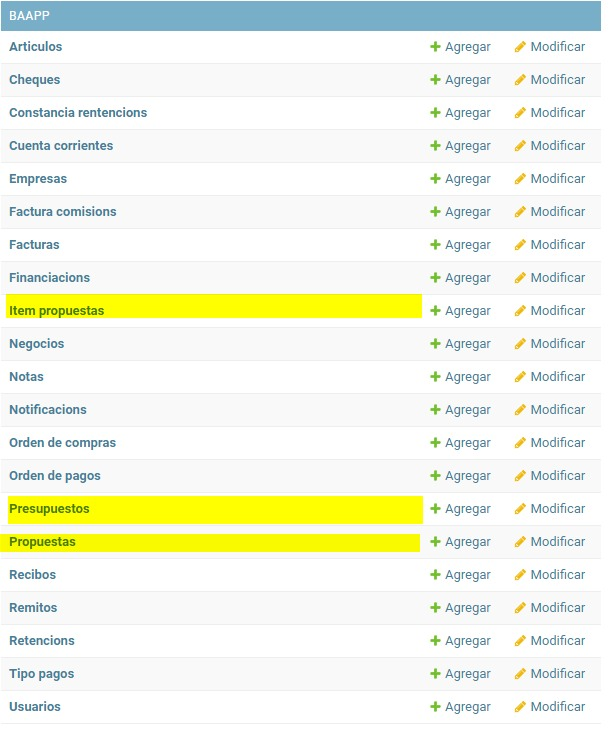 BAAPP
Articulos Agregar Modificar
Cheques Agregar Modificar
Constancia rentencions Agregar Modificar
Cuenta corrientes Agregar Modificar
Empresas Agregar Modificar
Factura comisions Agregar Modificar
Facturas Agregar Modificar
Financiacions Agregar Modificar
Item propuestas Agregar Modificar
Negocios Agregar Modificar
Notas Agregar Modificar
Notificacions Agregar Modificar
Orden de compras Agregar Modificar
Orden de pagos Agregar Modificar
Presupuestos Agregar Modificar
Propuestas Agregar Modificar
Recibos Agregar Modificar
Remitos Agregar Modificar
Retencions Agregar Modificar
Tipo pagos Agregar Modificar
Usuarios Agregar Modificar